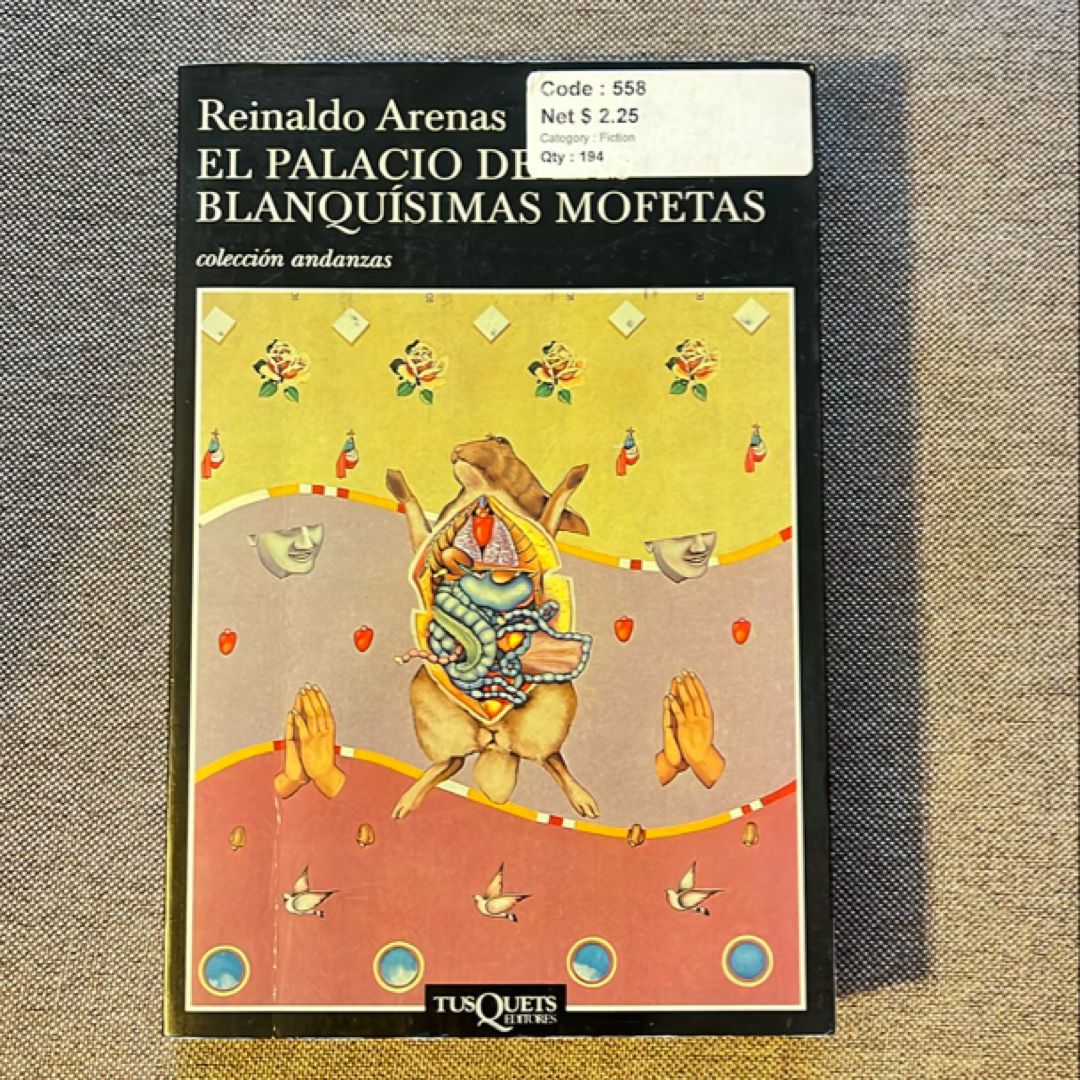 Reinaldo Arenas
EL PALACIO DE
BLANQUÍSIMAS MOFETAS
colección andanzas
Code : 558
Net $ 2.25
Category : Fiction
Qty : 194
TUSQUETS
EDITORES